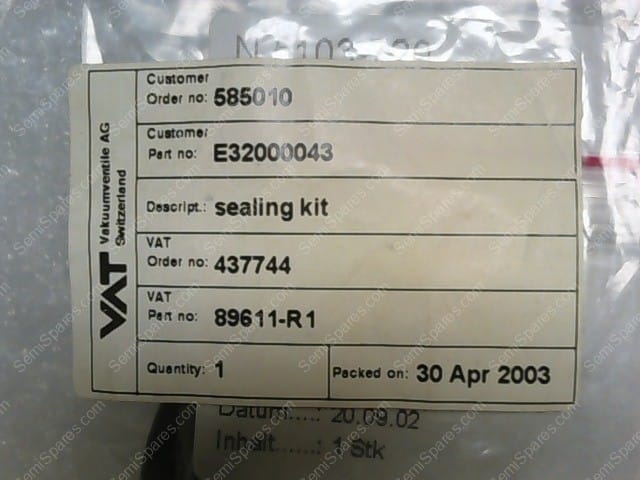 Customer
Order no: 585010
Customer
Part no: E32000043
Descript.: sealing kit
VAT
Order no: 437744
VAT
Part no: 89611-R1
Quantity: 1
Packed on: 30 Apr 2003
VAT Vakuumventile AG
Switzerland
Datum....: 20.09.02
Inhalt......: 1 Stk
SemiSpares.com